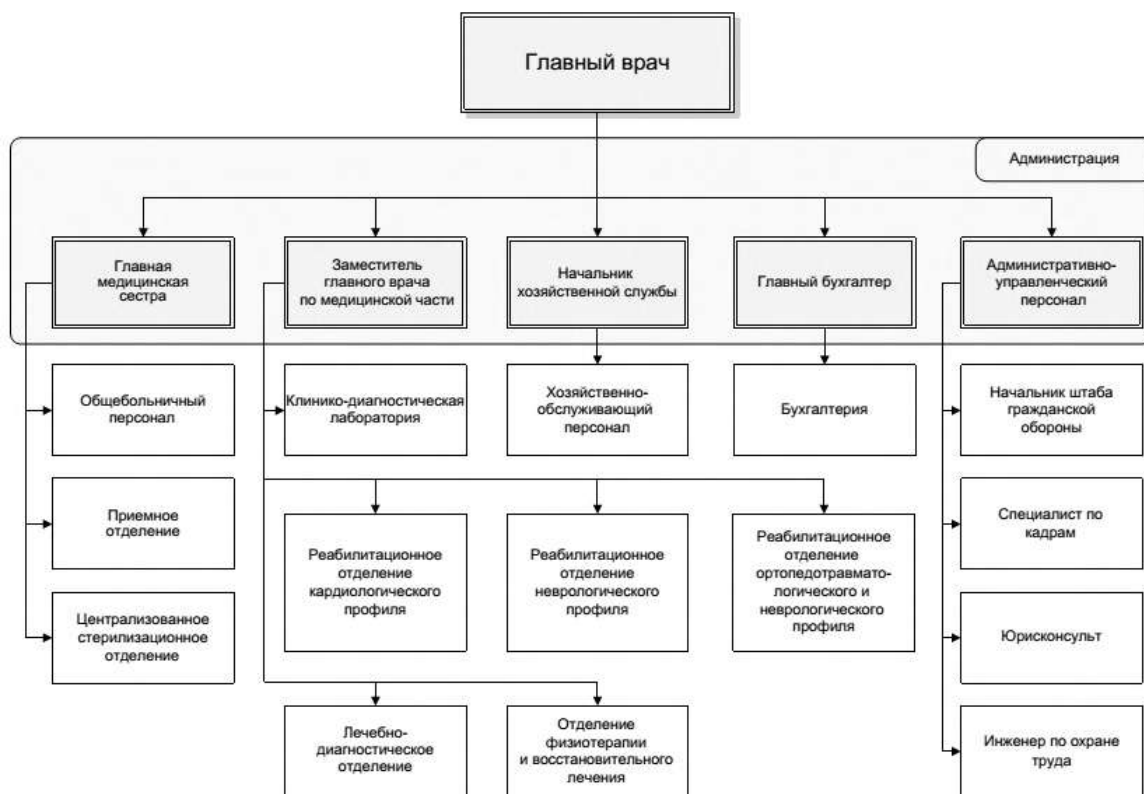 Главный врач
Администрация
Главная
медицинская
сестра
Заместитель
главного врача
по медицинской части
Начальник
хозяйственной службы
Главный бухгалтер
Административно-
управленческий
персонал
Общебольничный
персонал
Клинико-диагностическая
лаборатория
Хозяйственно-
обслуживающий
персонал
Бухгалтерия
Начальник штаба
гражданской
обороны
Приемное
отделение
Реабилитационное
отделение
кардиологического
профиля
Реабилитационное
отделение
неврологического
профиля
Реабилитационное
отделение
ортопедотравмато-
логического и
неврологического
профиля
Специалист по
кадрам
Централизованное
стерилизационное
отделение
Юрисконсульт
Лечебно-
диагностическое
отделение
Отделение
физиотерапии
и восстановительного
лечения
Инженер по охране
труда